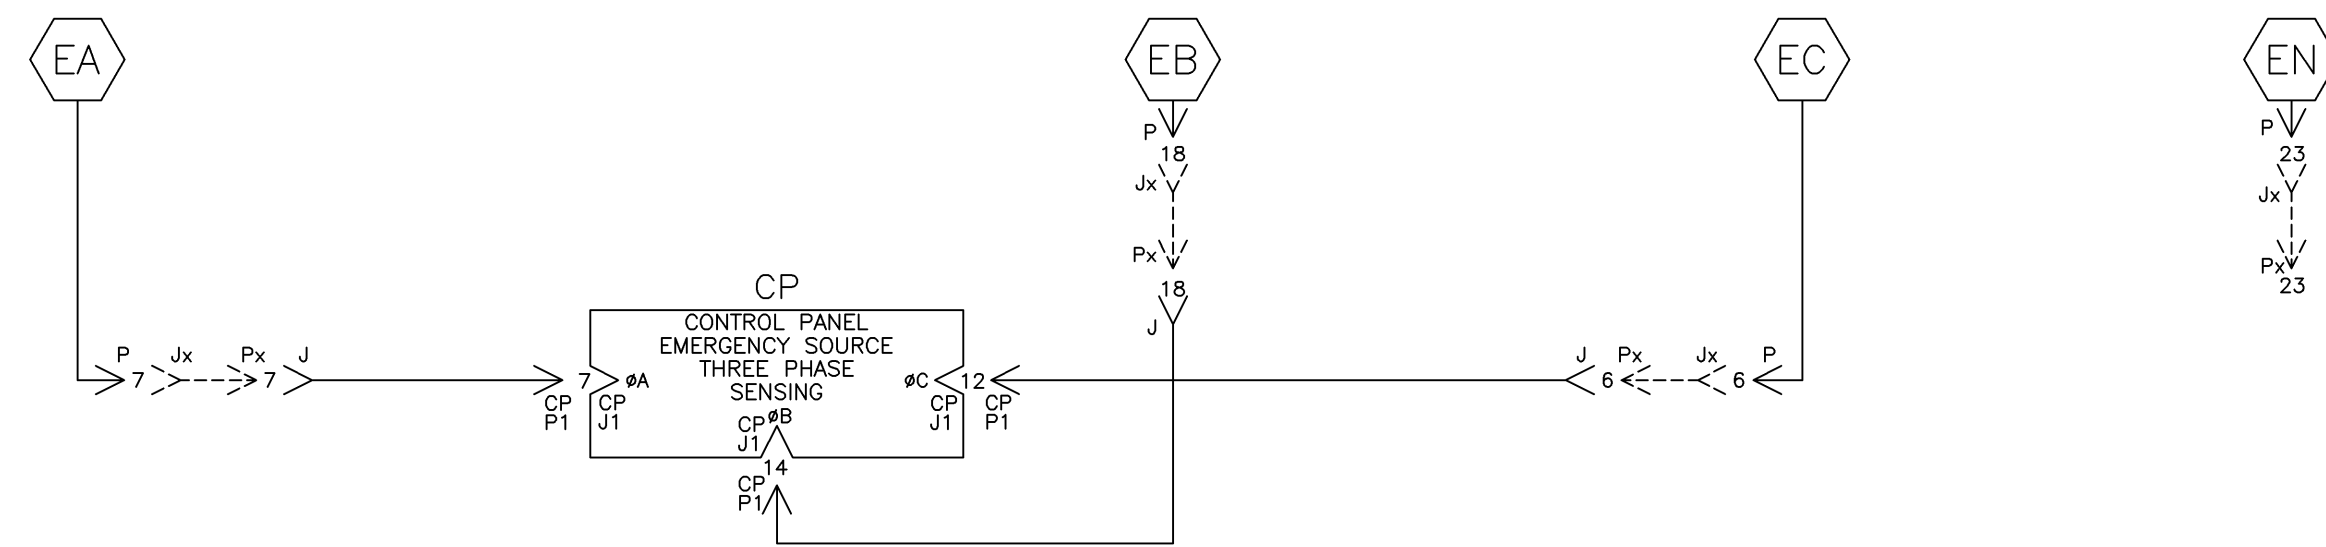 EA
EB
EC
EN
P
18
Jx
Px
18
J
P
23
Jx
Px
23
CP
CONTROL PANEL
EMERGENCY SOURCE
THREE PHASE
SENSING
P
7
Jx
Px
7
J
CP
P1
7
CP
J1
øA
øB
CP
J1
14
CP
P1
øC
CP
J1
12
CP
P1
J
6
Px
Jx
6
P